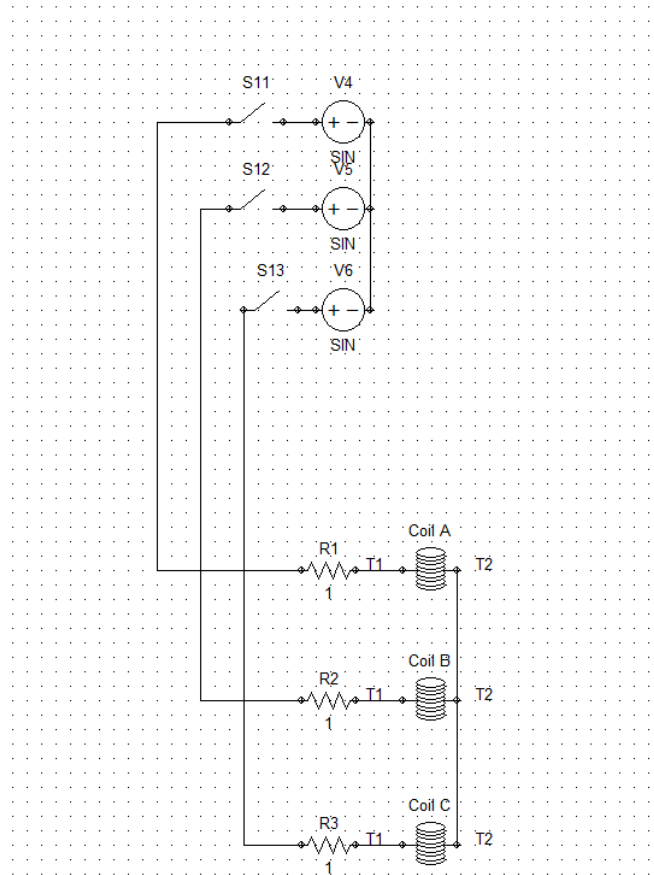 S11 V4
+ −
SIN
S12 V5
+ −
SIN
S13 V6
+ −
SIN
Coil A
R1 T1 T2
1
Coil B
R2 T1 T2
1
Coil C
R3 T1 T2
1